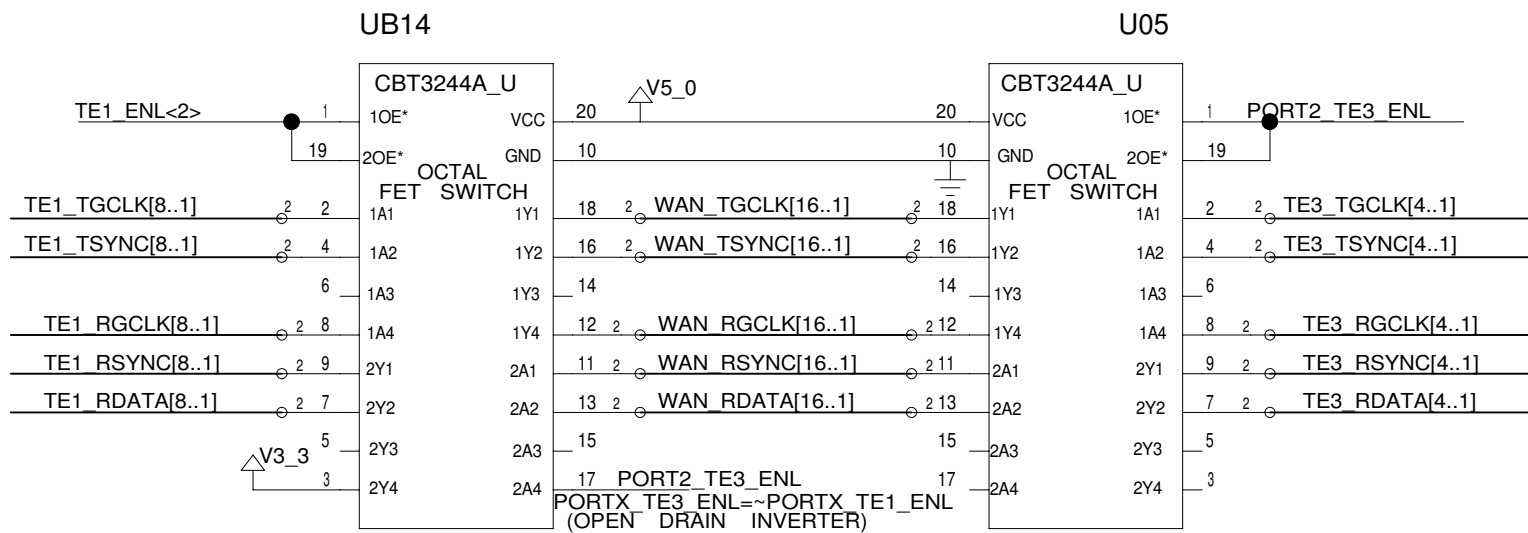 UB14 U05
CBT3244A_U CBT3244A_U
V5_0
TE1_ENL<2> 1 1OE* VCC 20 20 VCC 1OE* 1 PORT2_TE3_ENL
19 2OE* GND 10 10 GND 2OE* 19
OCTAL OCTAL
FET SWITCH FET SWITCH
TE1_TGCLK[8..1] 2 2 1A1 1Y1 18 2 WAN_TGCLK[16..1] 2 18 1Y1 1A1 2 2 TE3_TGCLK[4..1]
TE1_TSYNC[8..1] 2 4 1A2 1Y2 16 2 WAN_TSYNC[16..1] 2 16 1Y2 1A2 4 2 TE3_TSYNC[4..1]
6 1A3 1Y3 14 14 1Y3 1A3 6
TE1_RGCLK[8..1] 2 8 1A4 1Y4 12 2 WAN_RGCLK[16..1] 2 12 1Y4 1A4 8 2 TE3_RGCLK[4..1]
TE1_RSYNC[8..1] 2 9 2Y1 2A1 11 2 WAN_RSYNC[16..1] 2 11 2A1 2Y1 9 2 TE3_RSYNC[4..1]
TE1_RDATA[8..1] 2 7 2Y2 2A2 13 2 WAN_RDATA[16..1] 2 13 2A2 2Y2 7 2 TE3_RDATA[4..1]
5 2Y3 2A3 15 15 2A3 2Y3 5
V3_3
3 2Y4 2A4 17 PORT2_TE3_ENL 17 2A4 2Y4 3
PORTX_TE3_ENL=~PORTX_TE1_ENL
(OPEN DRAIN INVERTER)